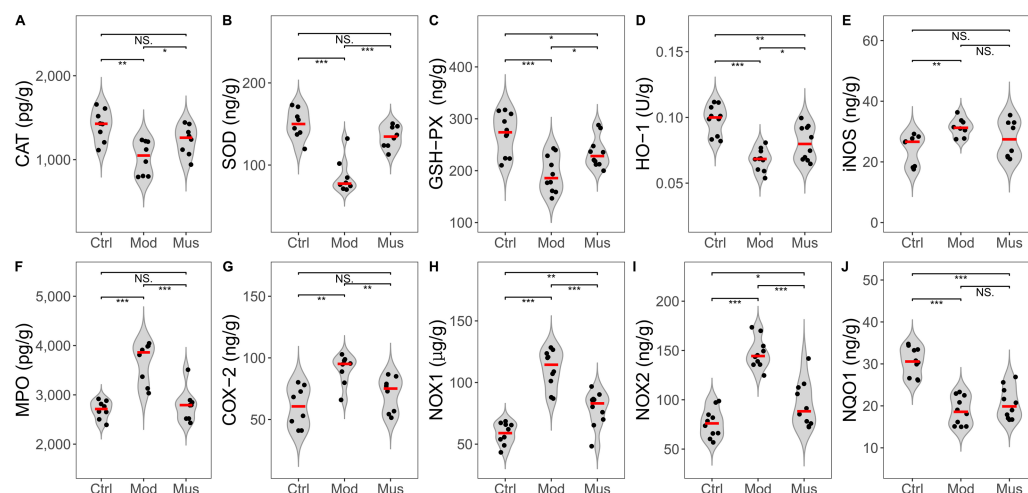 A
CAT (pg/g)
2,000
1,000
NS.
**
*
Ctrl Mod Mus
B
SOD (ng/g)
200
100
NS.
***
***
Ctrl Mod Mus
C
GSH−PX (ng/g)
500
400
300
200
100
*
***
*
Ctrl Mod Mus
D
HO−1 (U/g)
0.15
0.10
0.05
**
***
*
Ctrl Mod Mus
E
iNOS (ng/g)
60
40
20
0
NS.
**
NS.
Ctrl Mod Mus
F
MPO (pg/g)
5,000
4,000
3,000
2,000
NS.
***
***
Ctrl Mod Mus
G
COX−2 (ng/g)
150
100
50
NS.
**
**
Ctrl Mod Mus
H
NOX1 (μg/g)
150
100
50
**
***
***
Ctrl Mod Mus
I
NOX2 (ng/g)
200
150
100
50
*
***
***
Ctrl Mod Mus
J
NQO1 (ng/g)
50
40
30
20
10
***
***
NS.
Ctrl Mod Mus